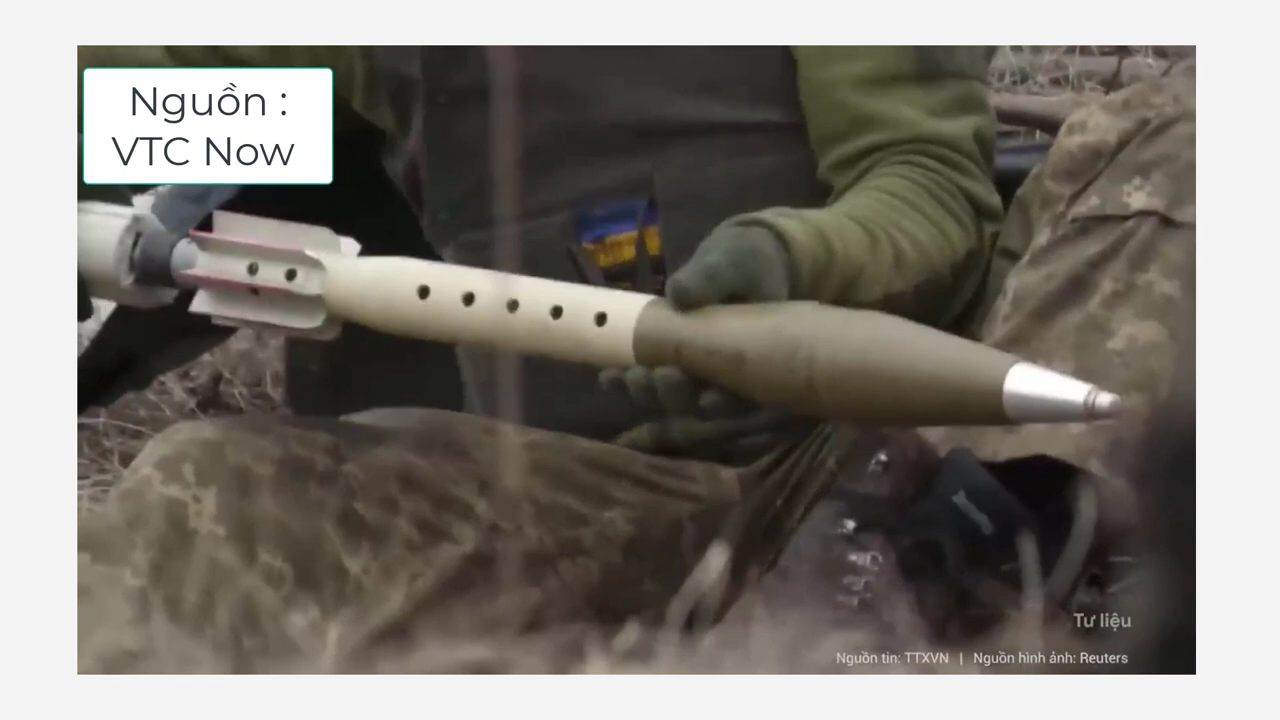 Nguồn :
VTC Now
Tư liệu
Nguồn tin: TTXVN | Nguồn hình ảnh: Reuters